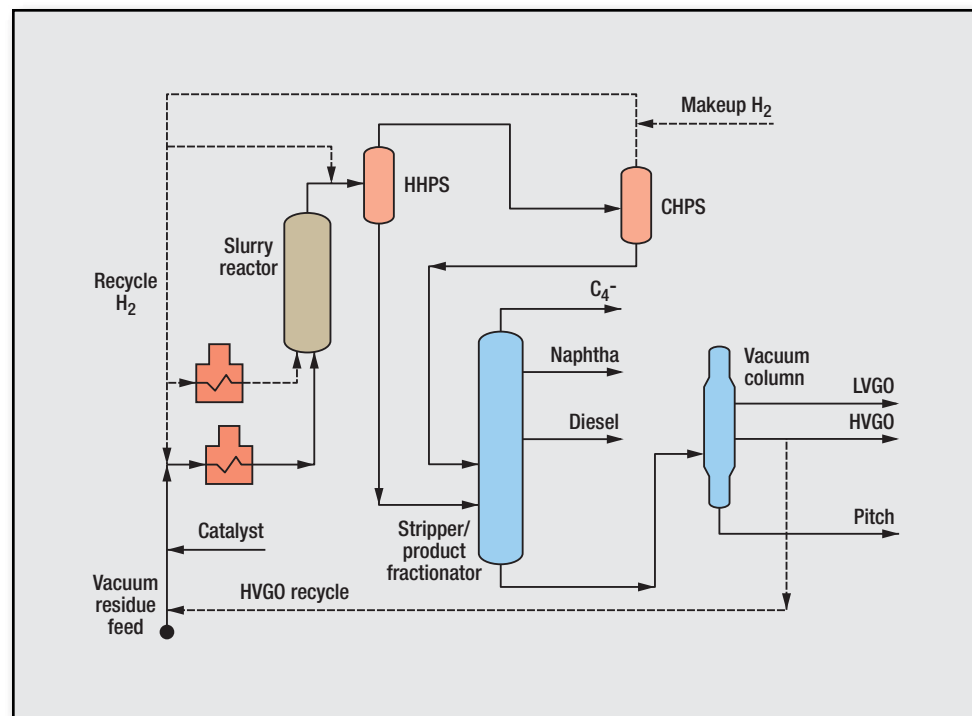 Makeup H₂
HHPS
CHPS
Slurry
reactor
Recycle
H₂
C₄-
Naphtha
Vacuum
column
LVGO
Diesel
HVGO
Catalyst
Stripper/
product
fractionator
Pitch
Vacuum
residue
feed
HVGO recycle